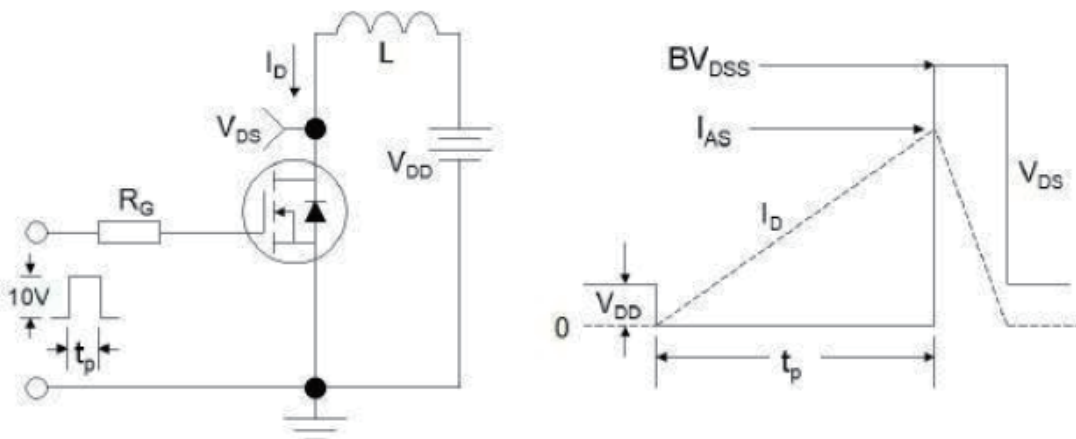 L
I_D
V_DS
V_DD
R_G
10V
t_p
BV_DSS
I_AS
V_DS
I_D
V_DD
0
t_p